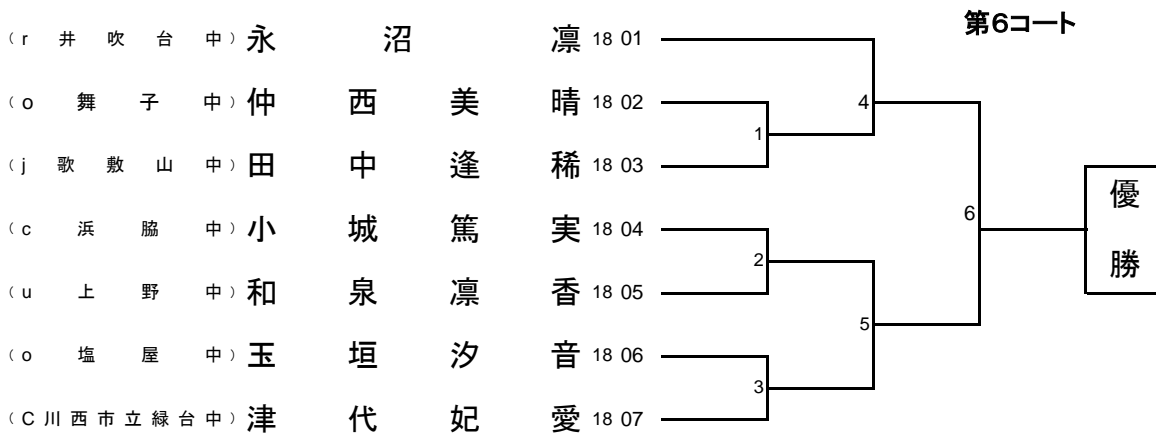 第6コート
（r 井 吹 台 中） 永 沼 凛 18 01
（o 舞 子 中） 仲 西 美 晴 18 02
（j 歌 敷 山 中） 田 中 逢 稀 18 03
（c 浜 脇 中） 小 城 篤 実 18 04
（u 上 野 中） 和 泉 凛 香 18 05
（o 塩 屋 中） 玉 垣 汐 音 18 06
（C 川 西 市 立 緑 台 中） 津 代 妃 愛 18 07
1
2
3
4
5
6
優
勝